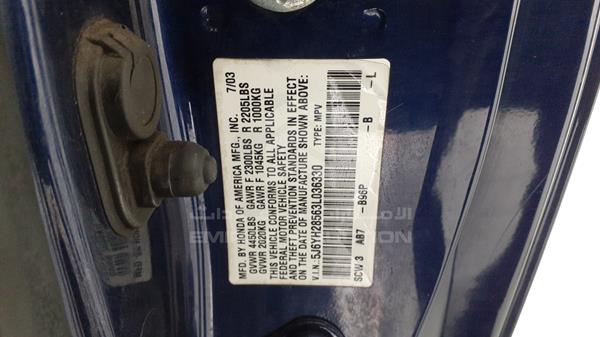 MFD. BY HONDA OF AMERICA MFG., INC. 7/03
GVWR 4450LBS GAWR F 2300LBS R 2205LBS
GVWR 2020KG GAWR F 1045KG R 1000KG
THIS VEHICLE CONFORMS TO ALL APPLICABLE
FEDERAL MOTOR VEHICLE SAFETY
AND THEFT PREVENTION STANDARDS IN EFFECT
ON THE DATE OF MANUFACTURE SHOWN ABOVE.
V.I.N.: 5J6YH28663L036330 TYPE: MPV
SCW 3 AB7 -B96P -B -L